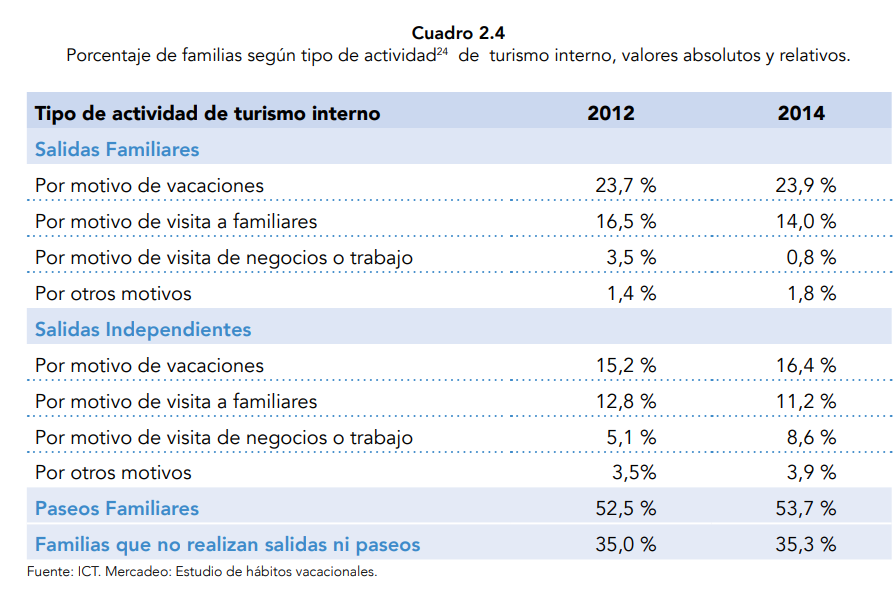 Cuadro 2.4
Porcentaje de familias según tipo de actividad24 de turismo interno, valores absolutos y relativos.
Tipo de actividad de turismo interno 2012 2014
Salidas Familiares
Por motivo de vacaciones 23,7 % 23,9 %
Por motivo de visita a familiares 16,5 % 14,0 %
Por motivo de visita de negocios o trabajo 3,5 % 0,8 %
Por otros motivos 1,4 % 1,8 %
Salidas Independientes
Por motivo de vacaciones 15,2 % 16,4 %
Por motivo de visita a familiares 12,8 % 11,2 %
Por motivo de visita de negocios o trabajo 5,1 % 8,6 %
Por otros motivos 3,5% 3,9 %
Paseos Familiares 52,5 % 53,7 %
Familias que no realizan salidas ni paseos 35,0 % 35,3 %
Fuente: ICT. Mercadeo: Estudio de hábitos vacacionales.